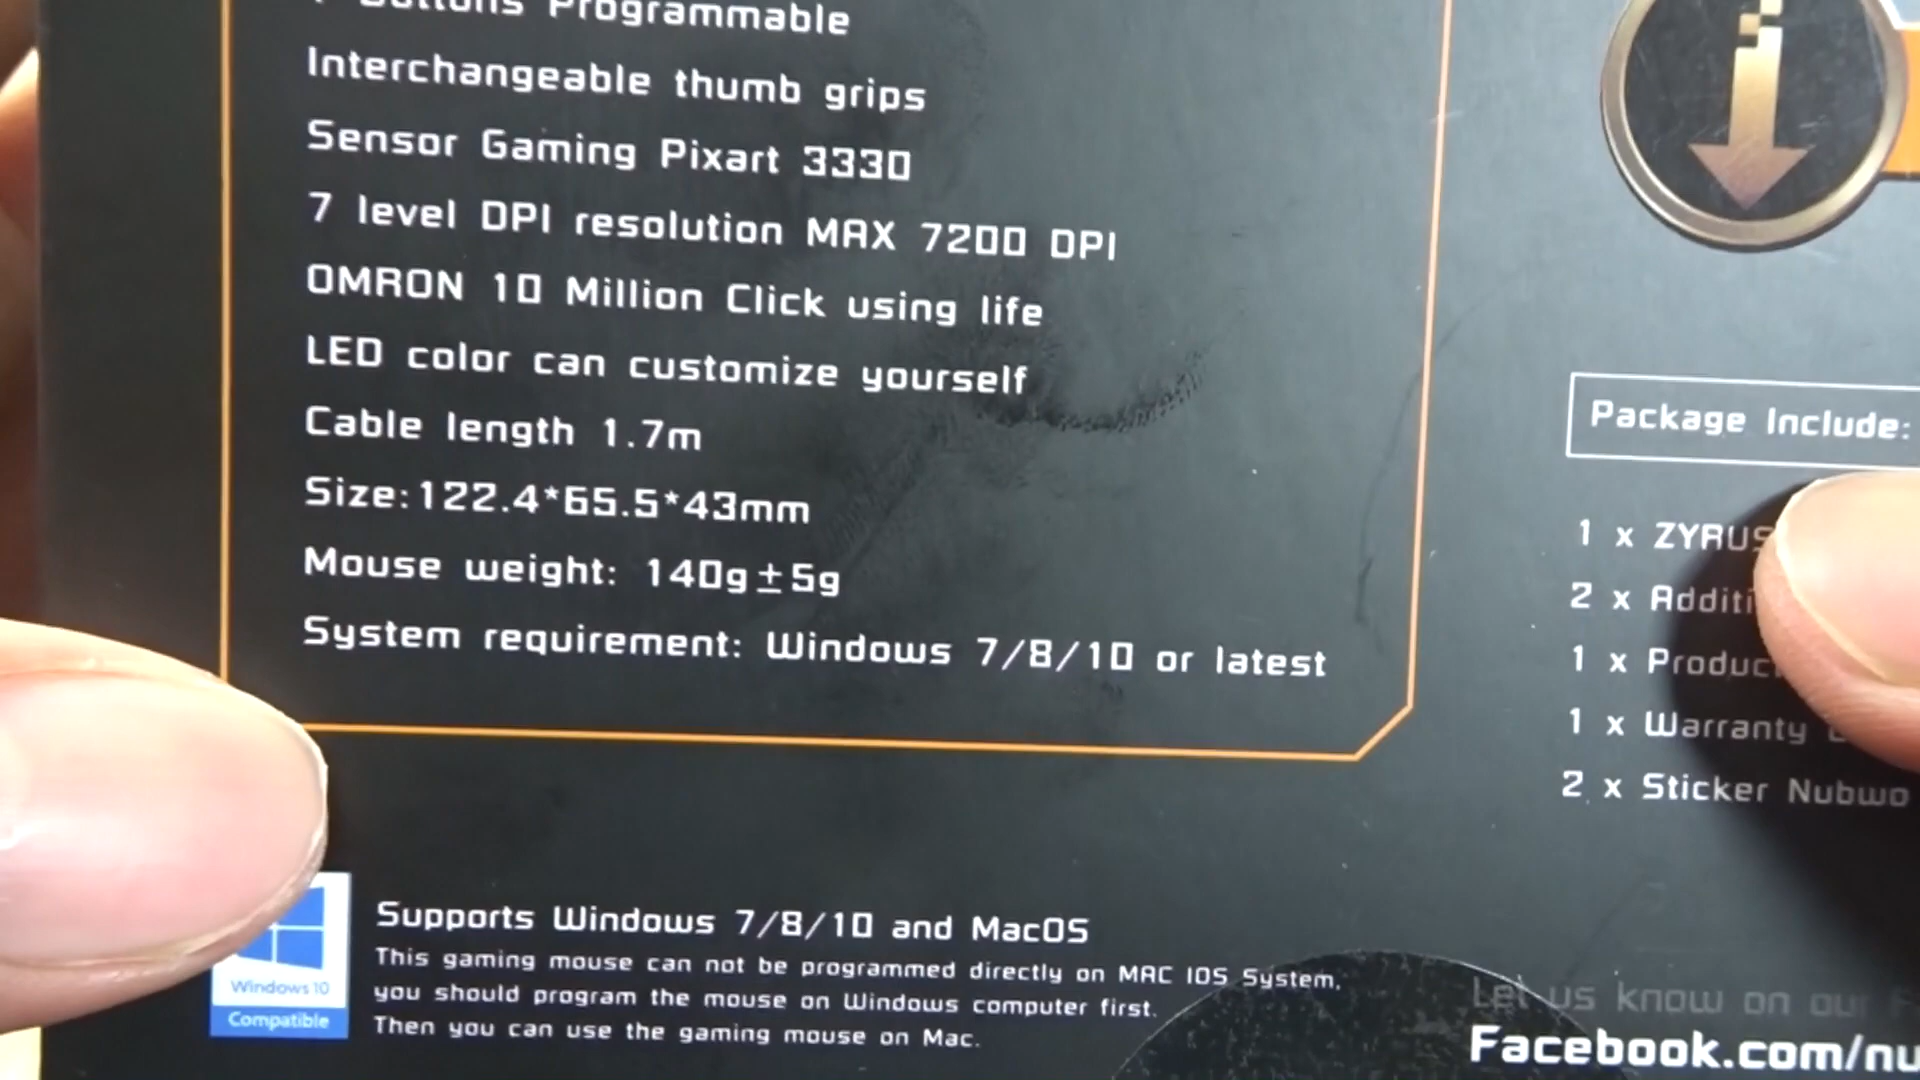 Buttons Programmable
Interchangeable thumb grips
Sensor Gaming Pixart 3330
7 level DPI resolution MAX 7200 DPI
OMRON 10 Million Click using life
LED color can customize yourself
Cable length 1.7m
Size:122.4*65.5*43mm
Mouse weight: 140g±5g
System requirement: Windows 7/8/10 or latest
Package Include:
1 x ZYRUS
2 x
1 x
1 x Warranty
2 x Sticker Nubwo
Windows 10
Compatible
Supports Windows 7/8/10 and MacOS
This gaming mouse can not be programmed directly on MAC IOS System,
you should program the mouse on Windows computer first.
Then you can use the gaming mouse on Mac.
Let us know on our
Facebook.com/nu